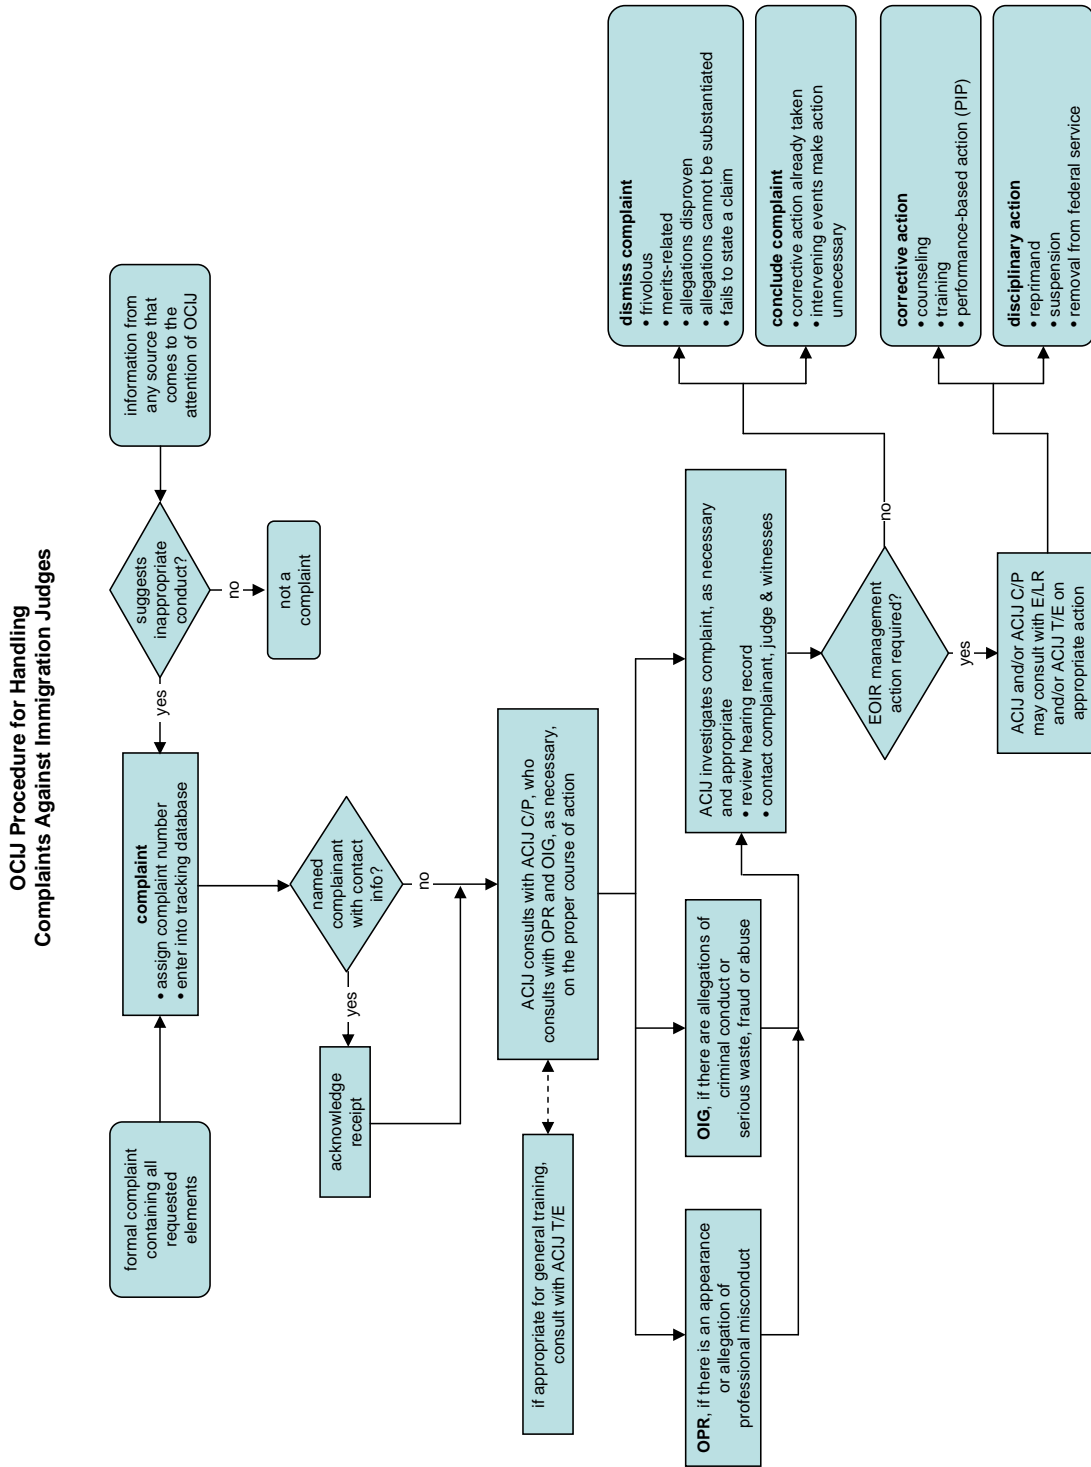 OCIJ Procedure for Handling
Complaints Against Immigration Judges
formal complaint
containing all
requested
elements
complaint
• assign complaint number
• enter into tracking database
yes
suggests
inappropriate
conduct?
no
not a
complaint
information from
any source that
comes to the
attention of OCIJ
named
complainant
with contact
info?
yes
no
acknowledge
receipt
if appropriate for general training,
consult with ACIJ T/E
ACIJ consults with ACIJ C/P, who
consults with OPR and OIG, as necessary,
on the proper course of action
OPR, if there is an appearance
or allegation of
professional misconduct
OIG, if there are allegations of
criminal conduct or
serious waste, fraud or abuse
ACIJ investigates complaint, as necessary
and appropriate
• review hearing record
• contact complainant, judge & witnesses
EOIR management
action required?
no
yes
ACIJ and/or ACIJ C/P
may consult with E/LR
and/or ACIJ T/E on
appropriate action
dismiss complaint
• frivolous
• merits-related
• allegations disproven
• allegations cannot be substantiated
• fails to state a claim
conclude complaint
• corrective action already taken
• intervening events make action
unnecessary
corrective action
• counseling
• training
• performance-based action (PIP)
disciplinary action
• reprimand
• suspension
• removal from federal service